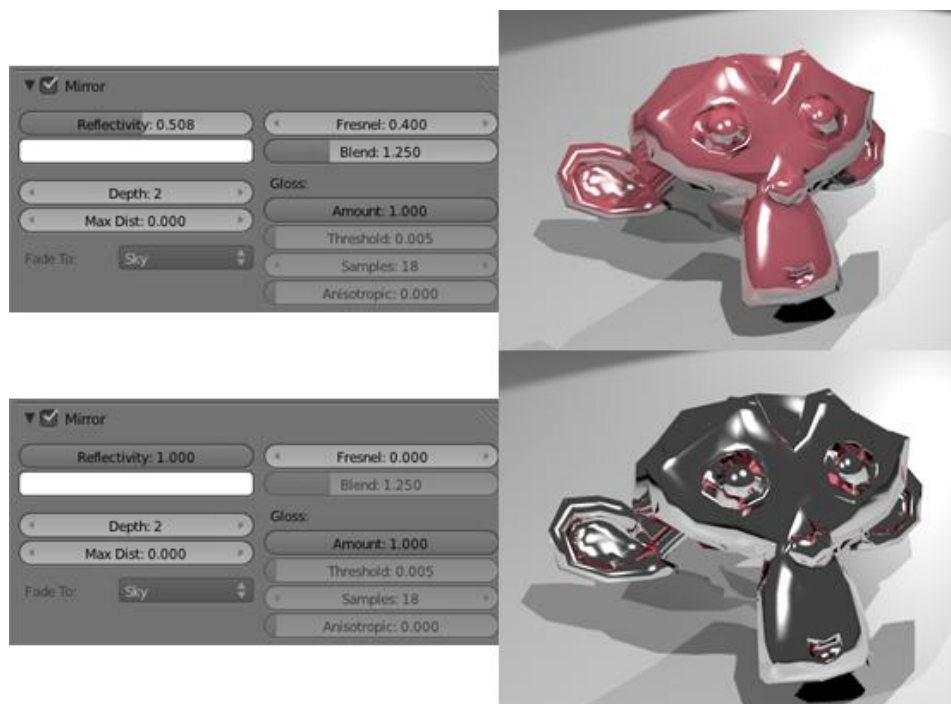 Mirror
Reflectivity: 0.508
Fresnel: 0.400
Blend: 1.250
Depth: 2
Max Dist: 0.000
Fade To: Sky
Gloss:
Amount: 1.000
Threshold: 0.005
Samples: 18
Anisotropic: 0.000
Mirror
Reflectivity: 1.000
Fresnel: 0.000
Blend: 1.250
Depth: 2
Max Dist: 0.000
Fade To: Sky
Gloss:
Amount: 1.000
Threshold: 0.005
Samples: 18
Anisotropic: 0.000